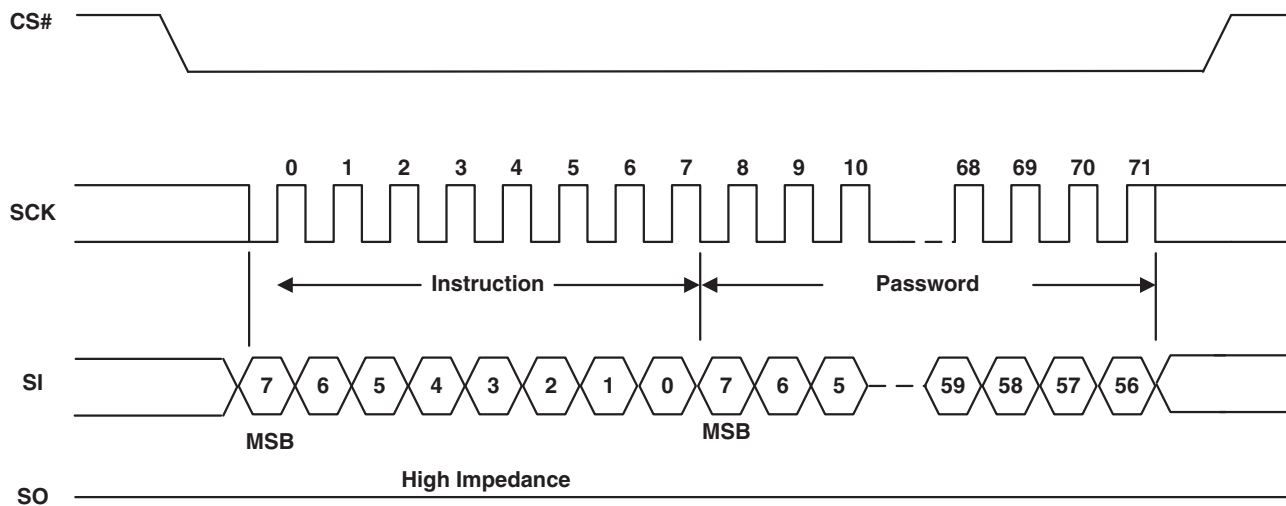 CS#
0 1 2 3 4 5 6 7 8 9 10 68 69 70 71
SCK
Instruction Password
SI 7 6 5 4 3 2 1 0 7 6 5 59 58 57 56
MSB MSB
High Impedance
SO